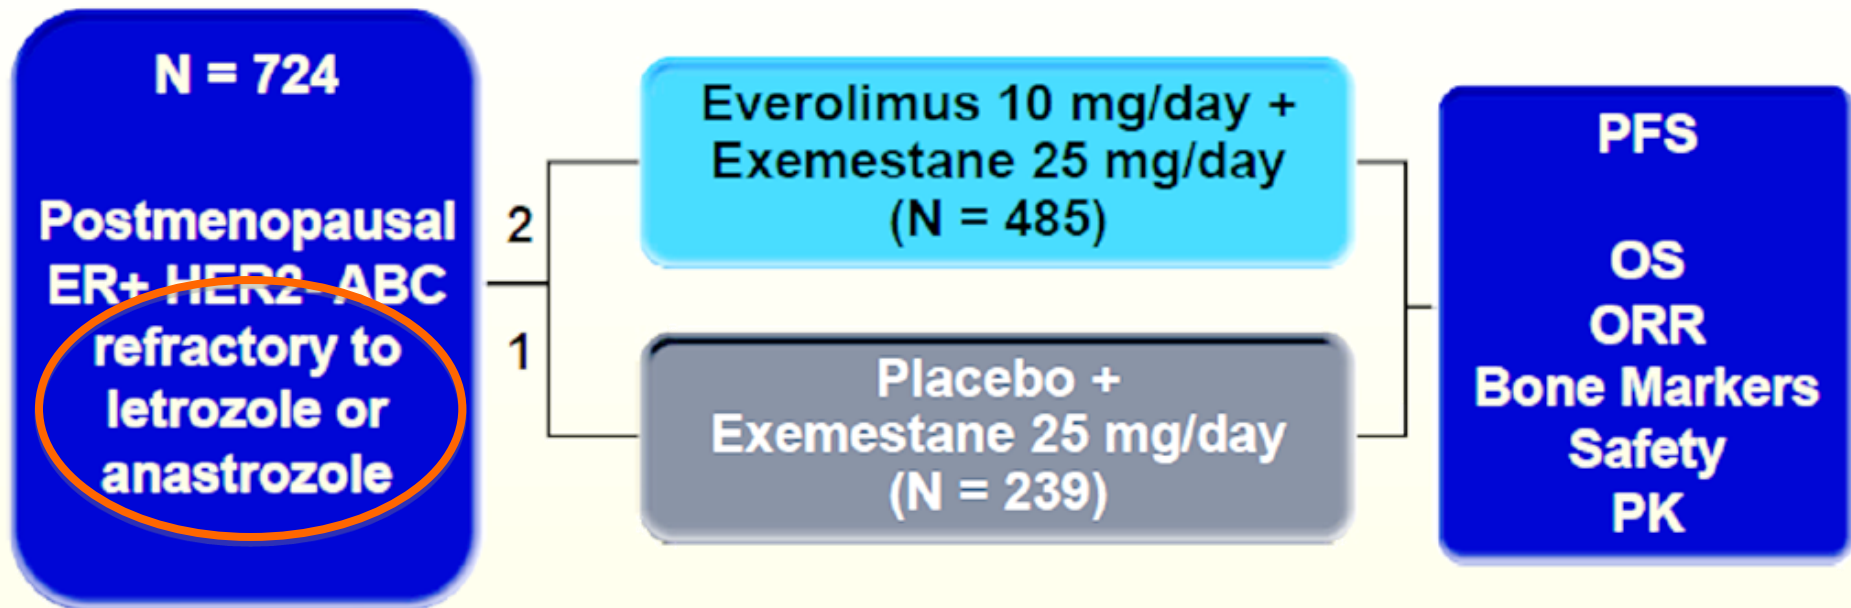 N = 724
Postmenopausal
ER+ HER2- ABC
refractory to
letrozole or
anastrozole
2
1
Everolimus 10 mg/day +
Exemestane 25 mg/day
(N = 485)
Placebo +
Exemestane 25 mg/day
(N = 239)
PFS
OS
ORR
Bone Markers
Safety
PK